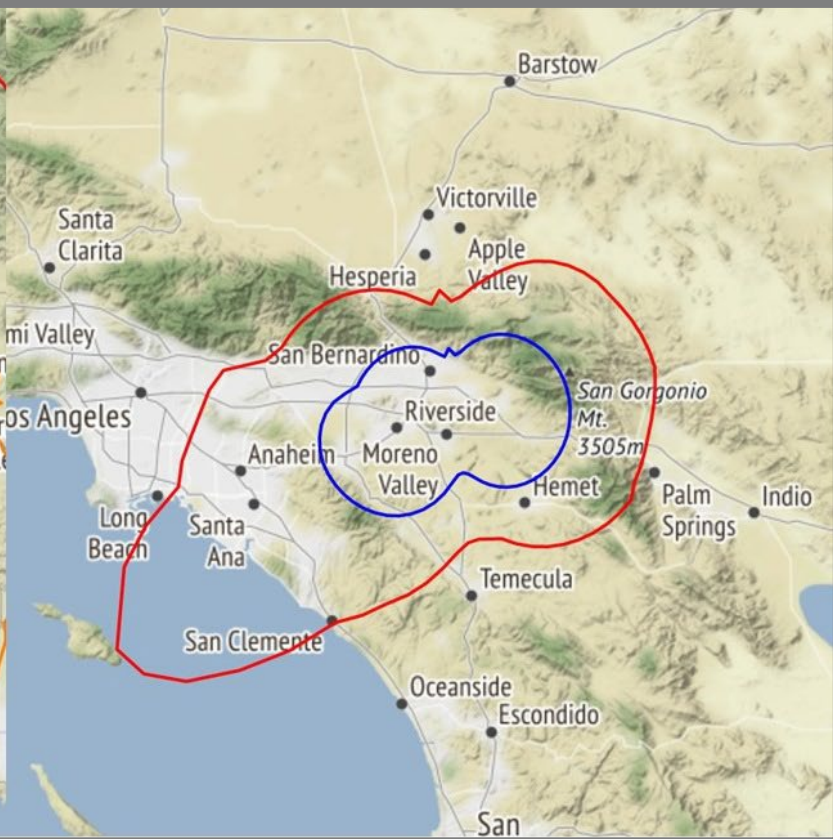 Barstow
Victorville
Santa
Clarita
Apple
Valley
Hesperia
mi Valley
San Bernardino
San Gorgonio
Mt.
3505m
os Angeles
Riverside
Anaheim
Moreno
Valley
Hemet
Palm
Springs
Indio
Long
Beach
Santa
Ana
Temecula
San Clemente
Oceanside
Escondido
San